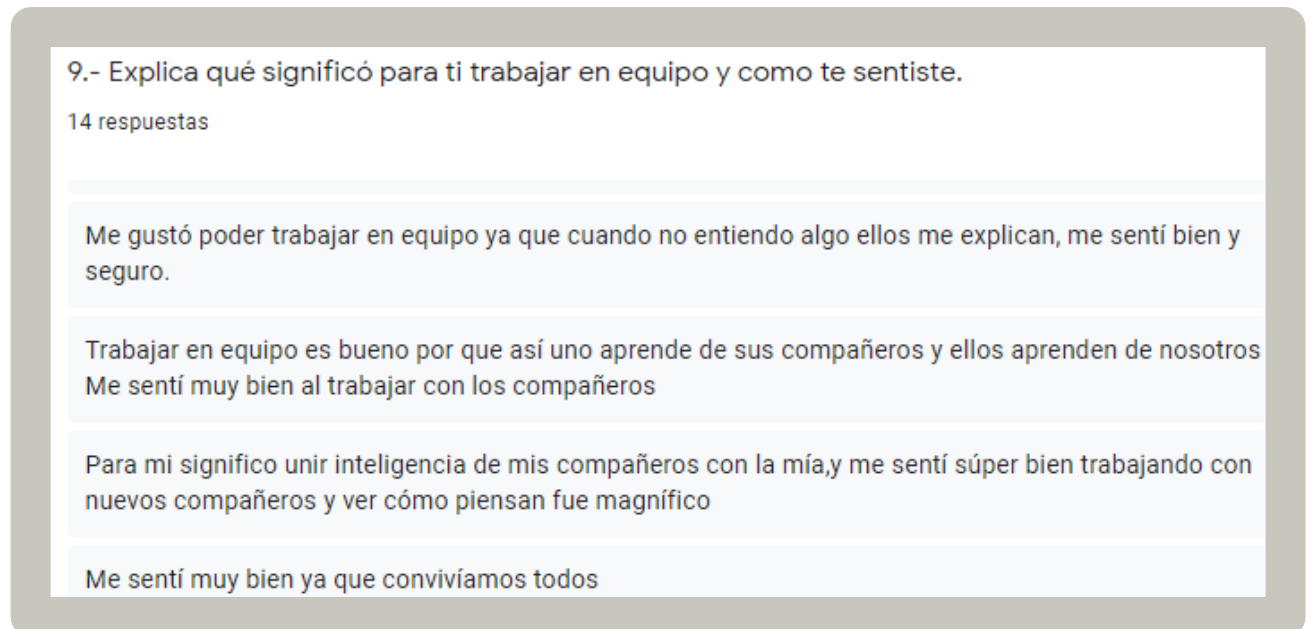 9.- Explica qué significó para ti trabajar en equipo y como te sentiste.
14 respuestas
Me gustó poder trabajar en equipo ya que cuando no entiendo algo ellos me explican, me sentí bien y
seguro.
Trabajar en equipo es bueno por que así uno aprende de sus compañeros y ellos aprenden de nosotros
Me sentí muy bien al trabajar con los compañeros
Para mi significo unir inteligencia de mis compañeros con la mía,y me sentí súper bien trabajando con
nuevos compañeros y ver cómo piensan fue magnífico
Me sentí muy bien ya que convivíamos todos